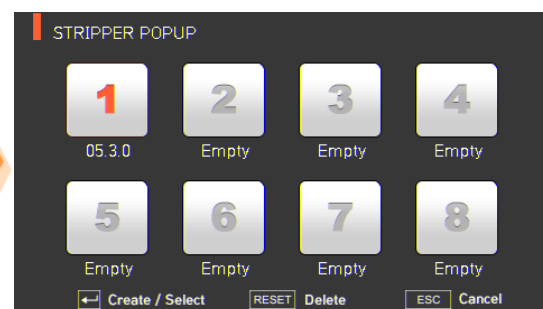 STRIPPER POPUP
1 2 3 4
05.3.0 Empty Empty Empty
5 6 7 8
Empty Empty Empty Empty
Create / Select RESET Delete ESC Cancel